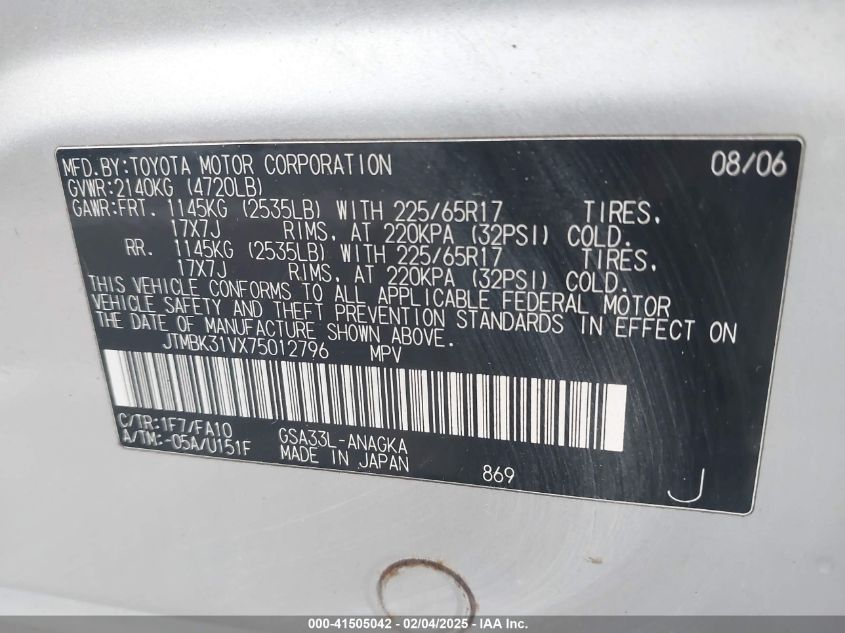 MFD.BY:TOYOTA MOTOR CORPORATION 08/06
GVWR:2140KG (4720LB)
GAWR:FRT. 1145KG (2535LB) WITH 225/65R17 TIRES,
17X7J RIMS, AT 220KPA (32PSI) COLD.
RR. 1145KG (2535LB) WITH 225/65R17 TIRES,
17X7J RIMS, AT 220KPA (32PSI) COLD.
THIS VEHICLE CONFORMS TO ALL APPLICABLE FEDERAL MOTOR
VEHICLE SAFETY AND THEFT PREVENTION STANDARDS IN EFFECT ON
THE DATE OF MANUFACTURE SHOWN ABOVE.
JTMBK31VX75012796 MPV
C/TR:1F7/FA10 GSA33L-ANAGKA
A/TM:-05A/U151F MADE IN JAPAN 869
J
000-41505042 - 02/04/2025 - IAA Inc.